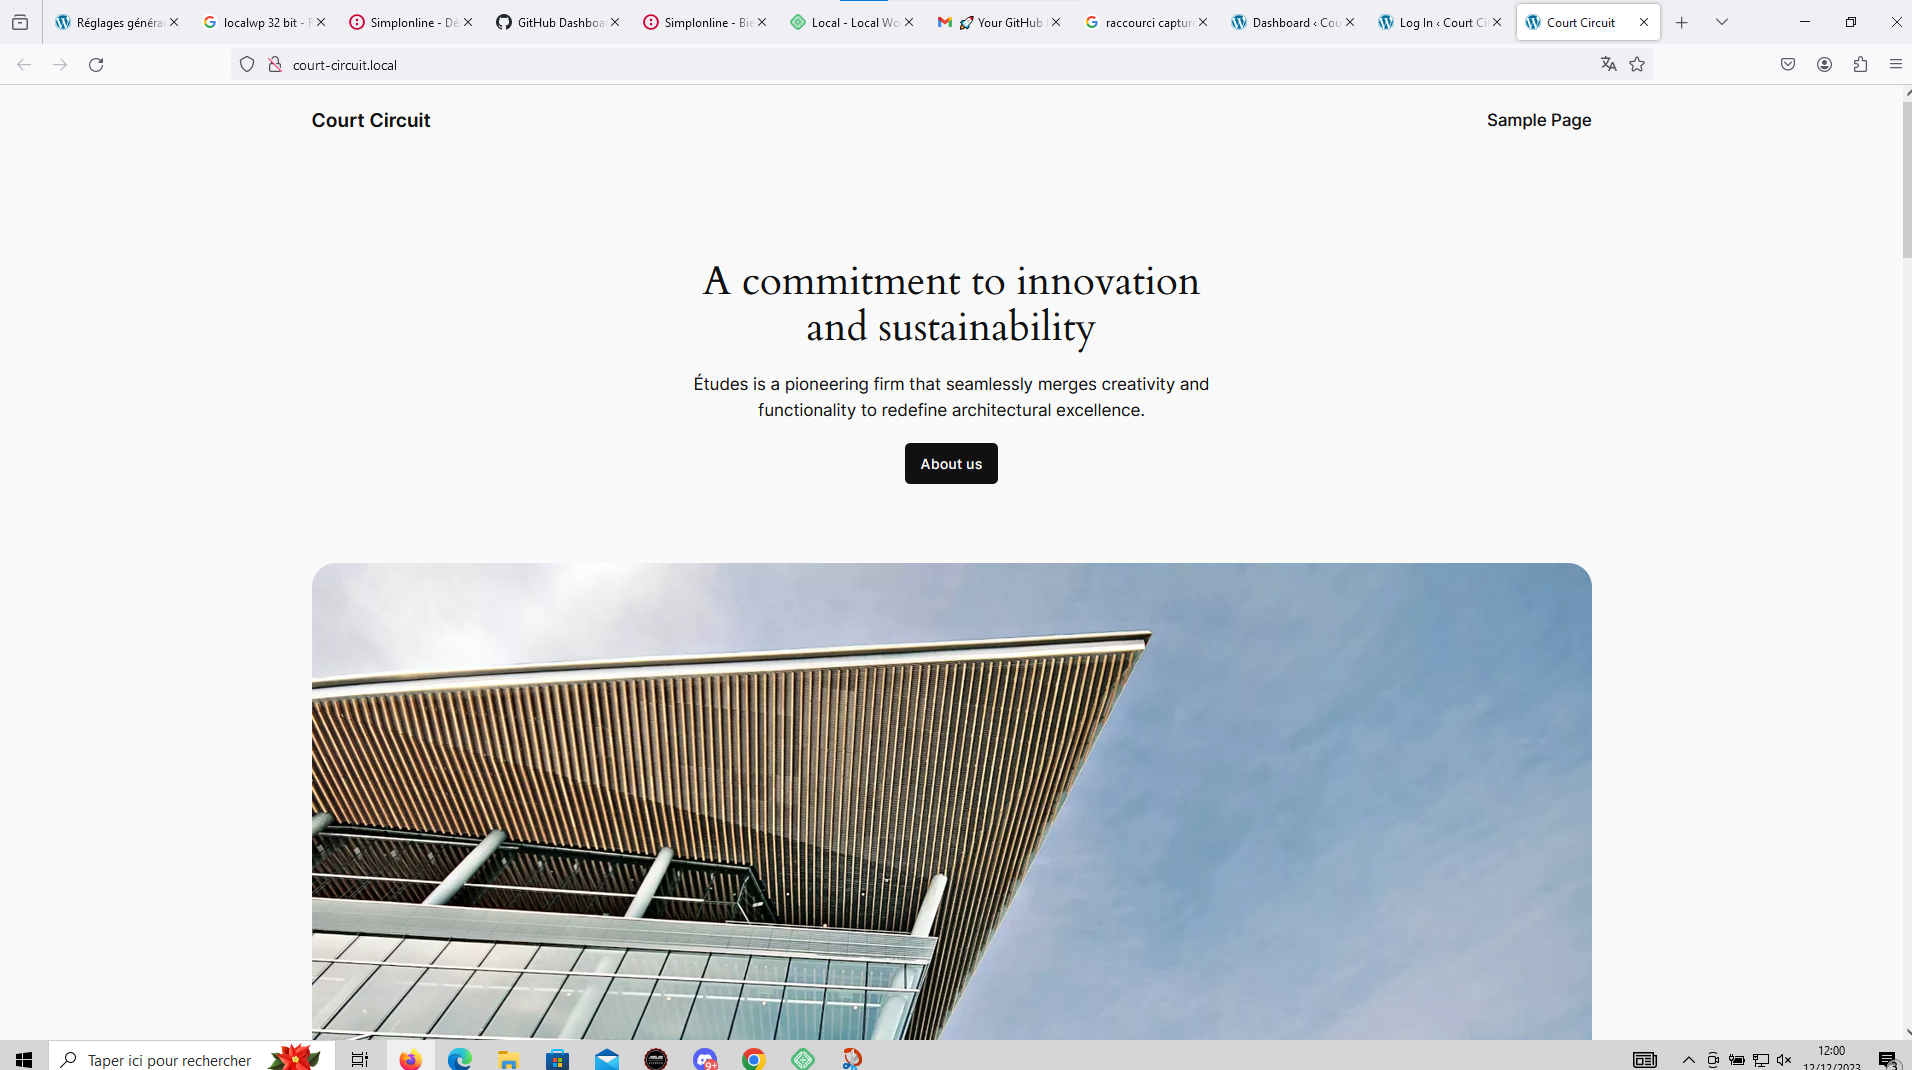 Réglages généra
localwp 32 bit - R
Simplonline - Dé
GitHub Dashboa
Simplonline - Bie
Local - Local Wo
🚀 Your GitHub
raccourci captur
Dashboard ‹ Cou
Log In ‹ Court Ci
Court Circuit
court-circuit.local
Court Circuit
Sample Page
A commitment to innovation
and sustainability
Études is a pioneering firm that seamlessly merges creativity and
functionality to redefine architectural excellence.
About us
Taper ici pour rechercher
9+
12:00
12/12/2023
3